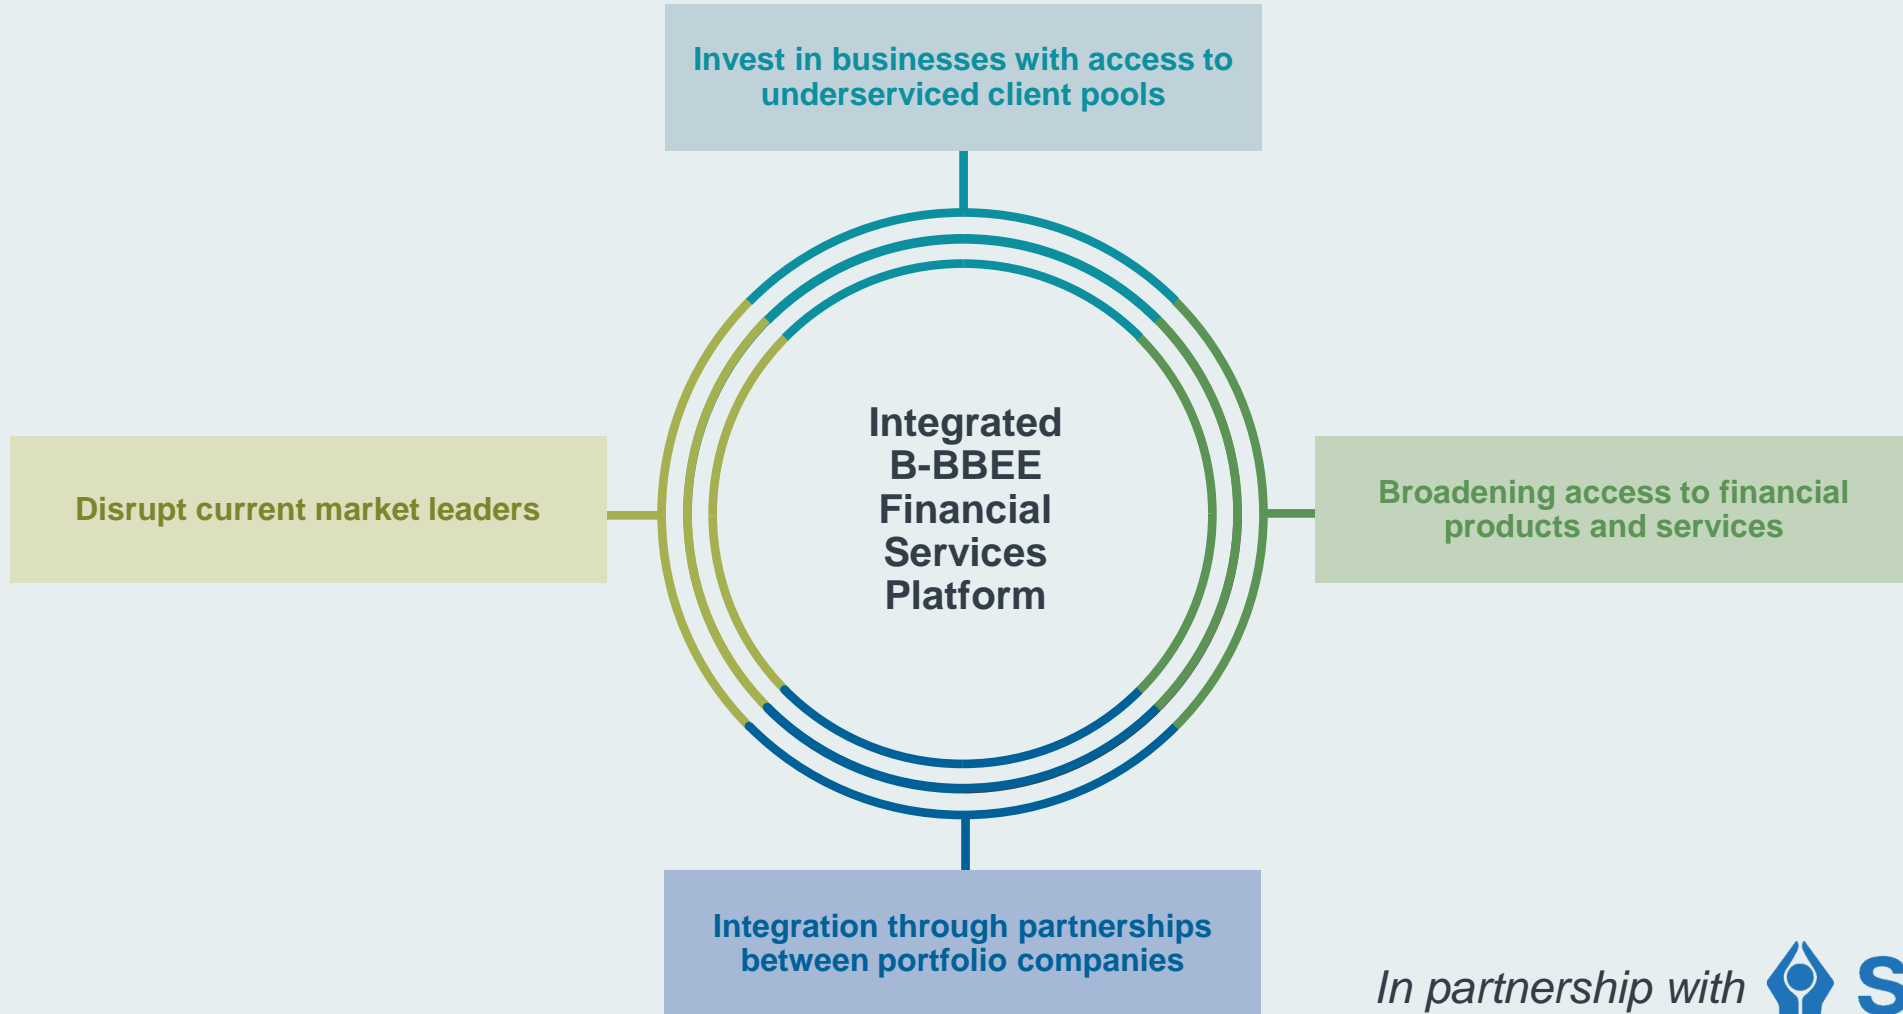 Invest in businesses with access to
underserviced client pools
Integrated
B-BBEE
Financial
Services
Platform
Disrupt current market leaders
Broadening access to financial
products and services
Integration through partnerships
between portfolio companies
In partnership with S